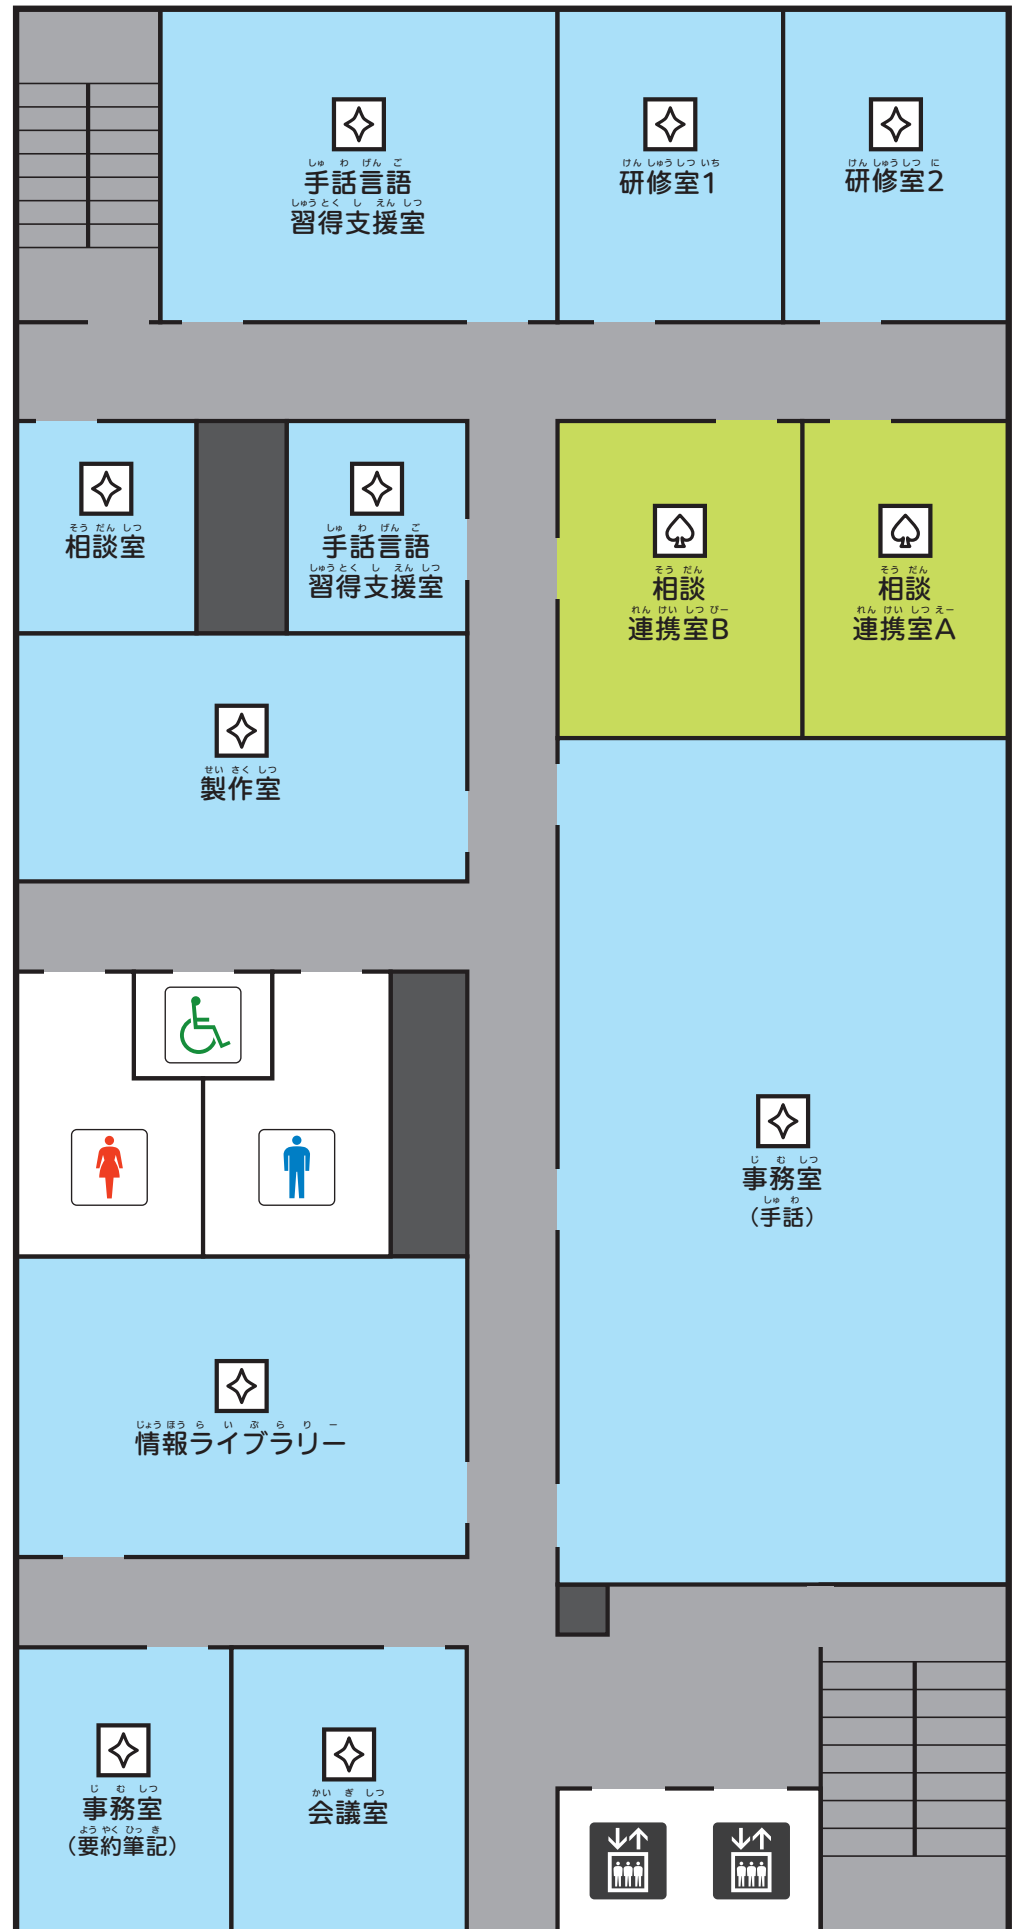 しゅ わ げん ご
手話言語
しゅうとく し えん しつ
習得支援室
けん しゅうしつ いち
研修室1
けん しゅうしつ に
研修室2
そう だん しつ
相談室
しゅ わ げん ご
手話言語
しゅうとく し えん しつ
習得支援室
そう だん
相談
れん けい しつ びー
連携室B
そう だん
相談
れん けい しつ えー
連携室A
せい さく しつ
製作室
じ む しつ
事務室
しゅ わ
（手話）
じょう ほう ら い ぶ ら り ー
情報ライブラリー
じ む しつ
事務室
よう やく ひっ き
（要約筆記）
かい ぎ しつ
会議室